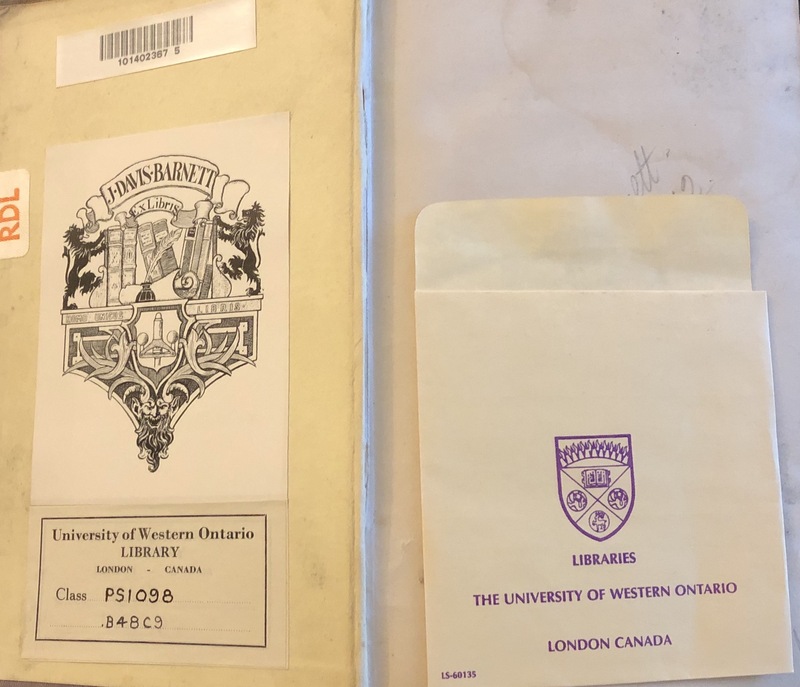 101402367 5
RDL
J·DAVIS·BARNETT
Ex Libris
LIBRIS
University of Western Ontario
LIBRARY
LONDON - CANADA
Class PS1098
.B48C9
LIBRARIES
THE UNIVERSITY OF WESTERN ONTARIO
LONDON CANADA
LS-60135